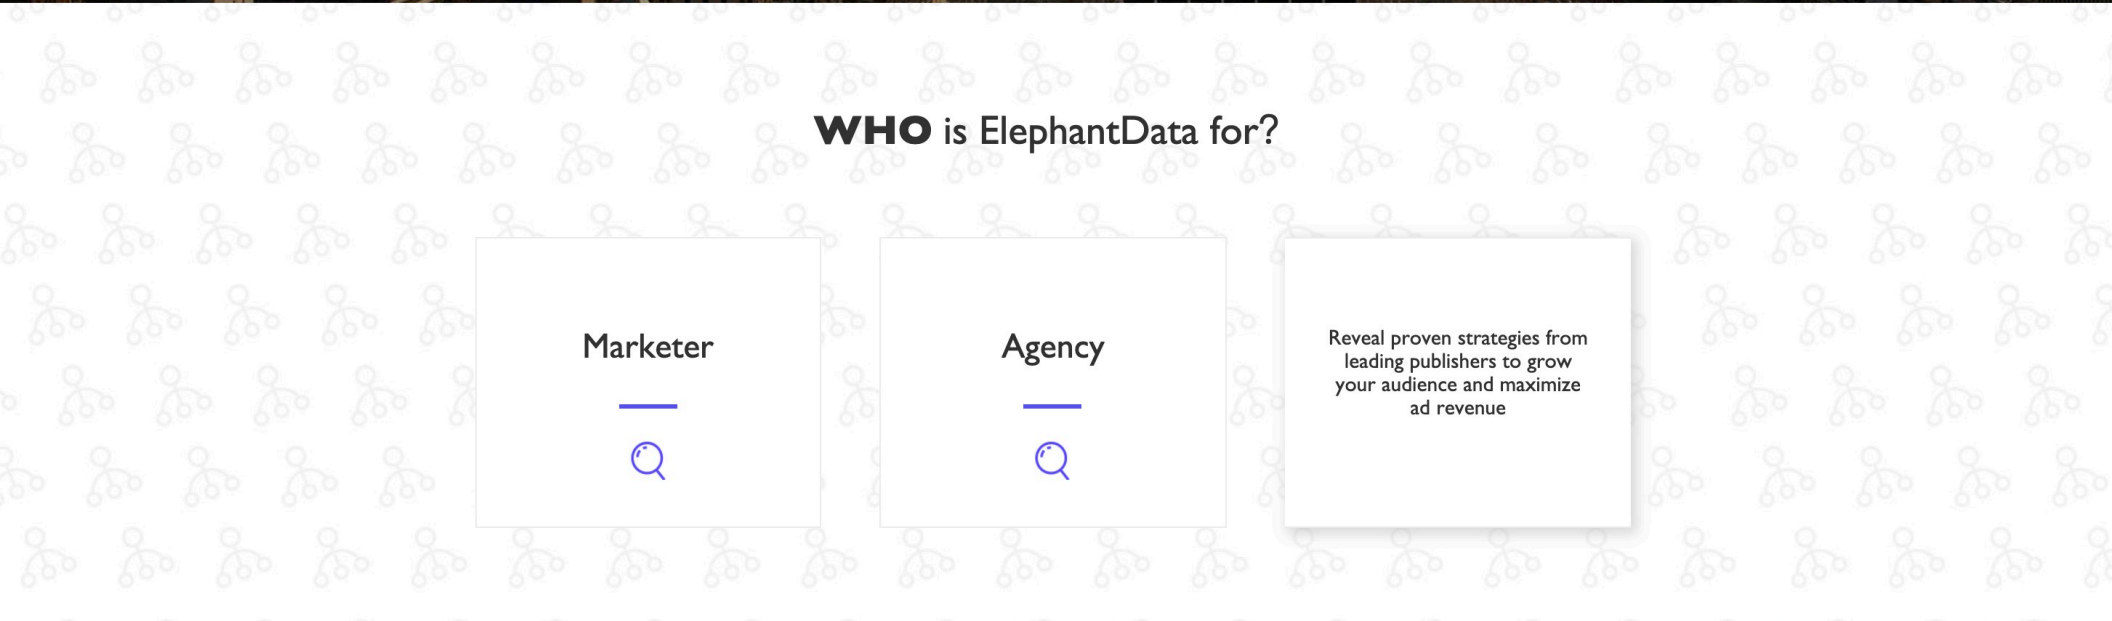 WHO is ElephantData for?
Marketer
Agency
Reveal proven strategies from
leading publishers to grow
your audience and maximize
ad revenue